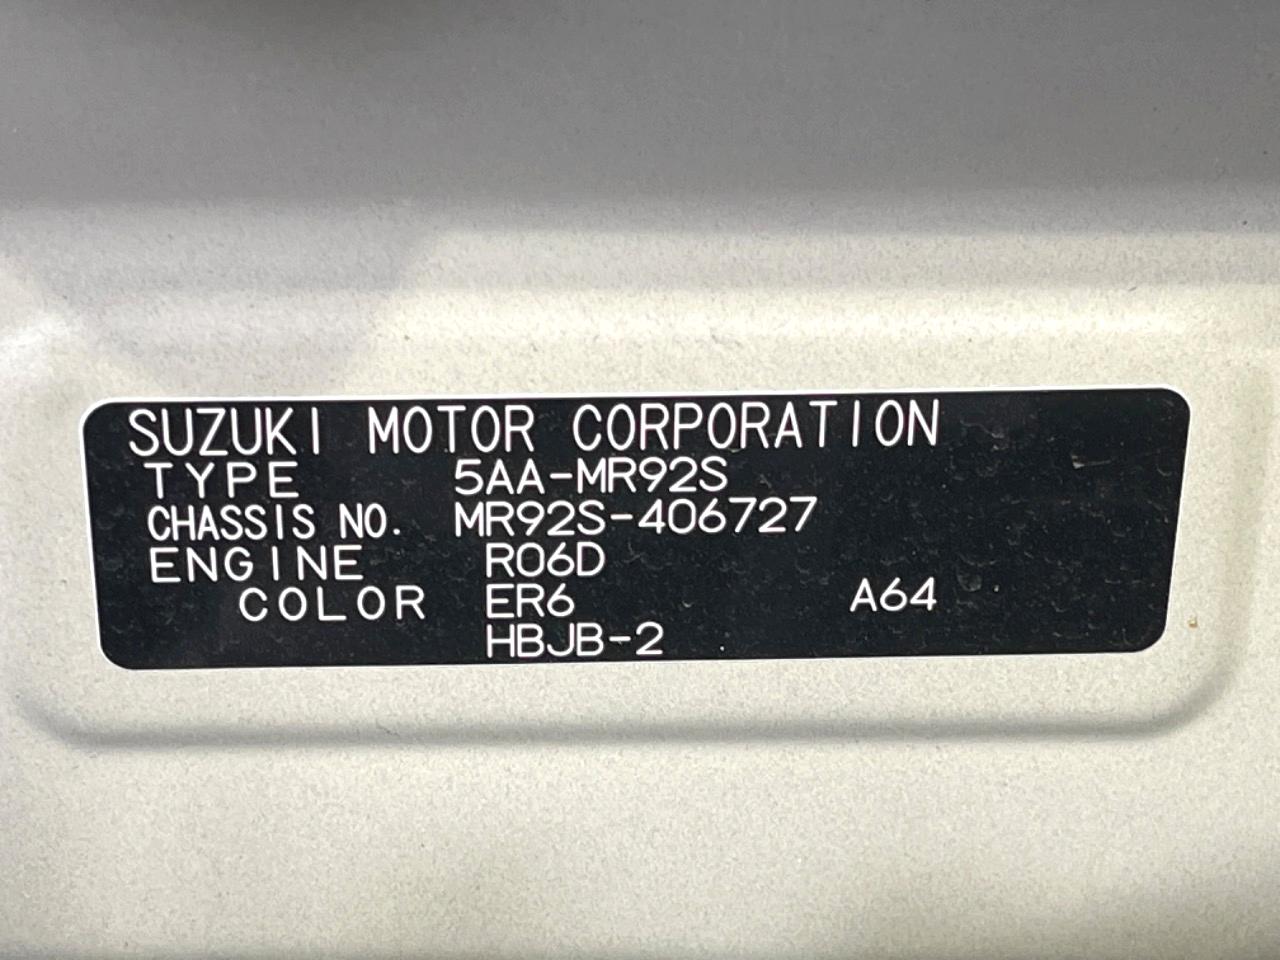 SUZUKI MOTOR CORPORATION
TYPE 5AA-MR92S
CHASSIS NO. MR92S-406727
ENGINE R06D
COLOR ER6 A64
HBJB-2